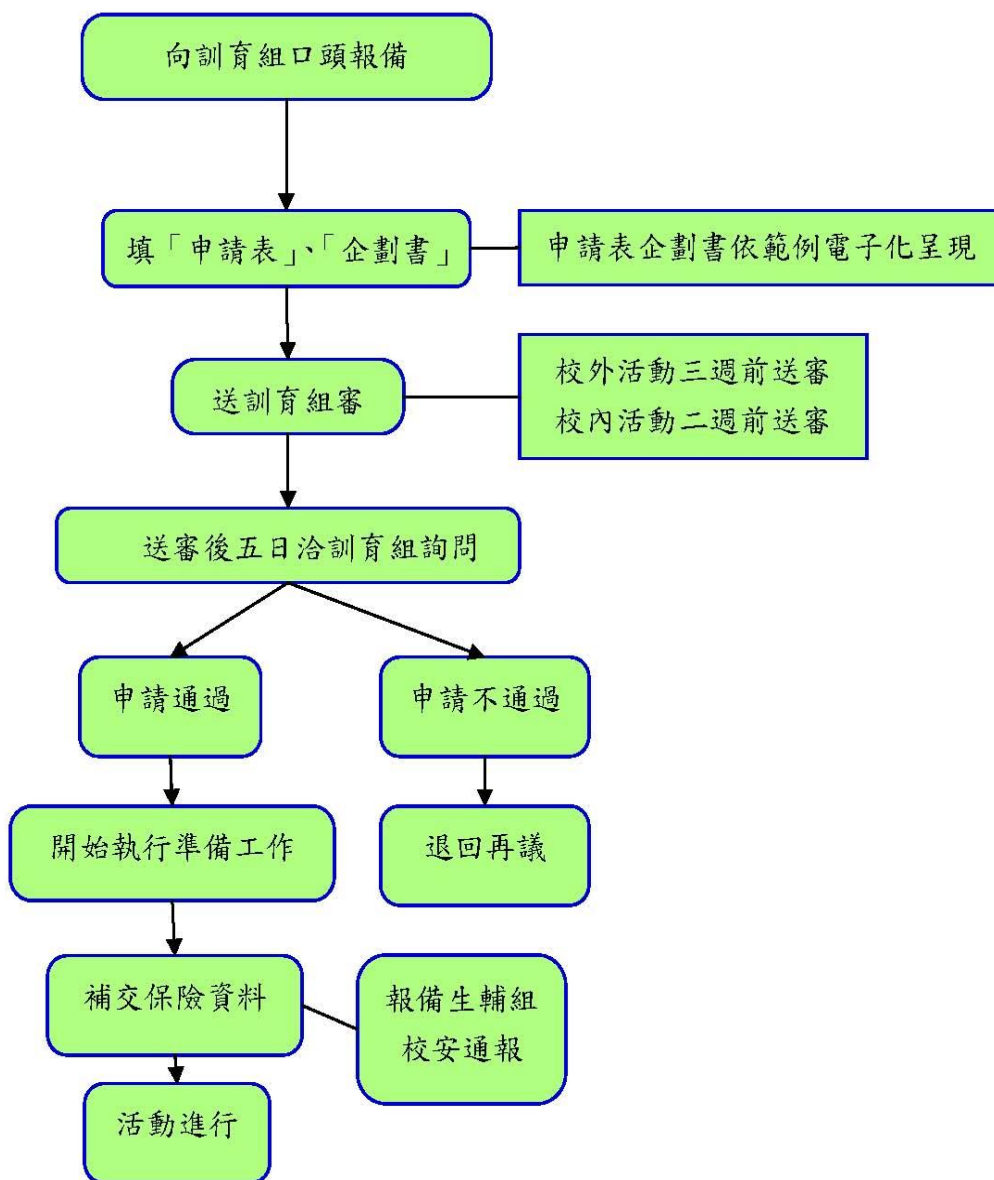 向訓育組口頭報備
填「申請表」、「企劃書」
申請表企劃書依範例電子化呈現
送訓育組審
校外活動三週前送審
校內活動二週前送審
送審後五日洽訓育組詢問
申請通過
申請不通過
開始執行準備工作
退回再議
補交保險資料
報備生輔組
校安通報
活動進行